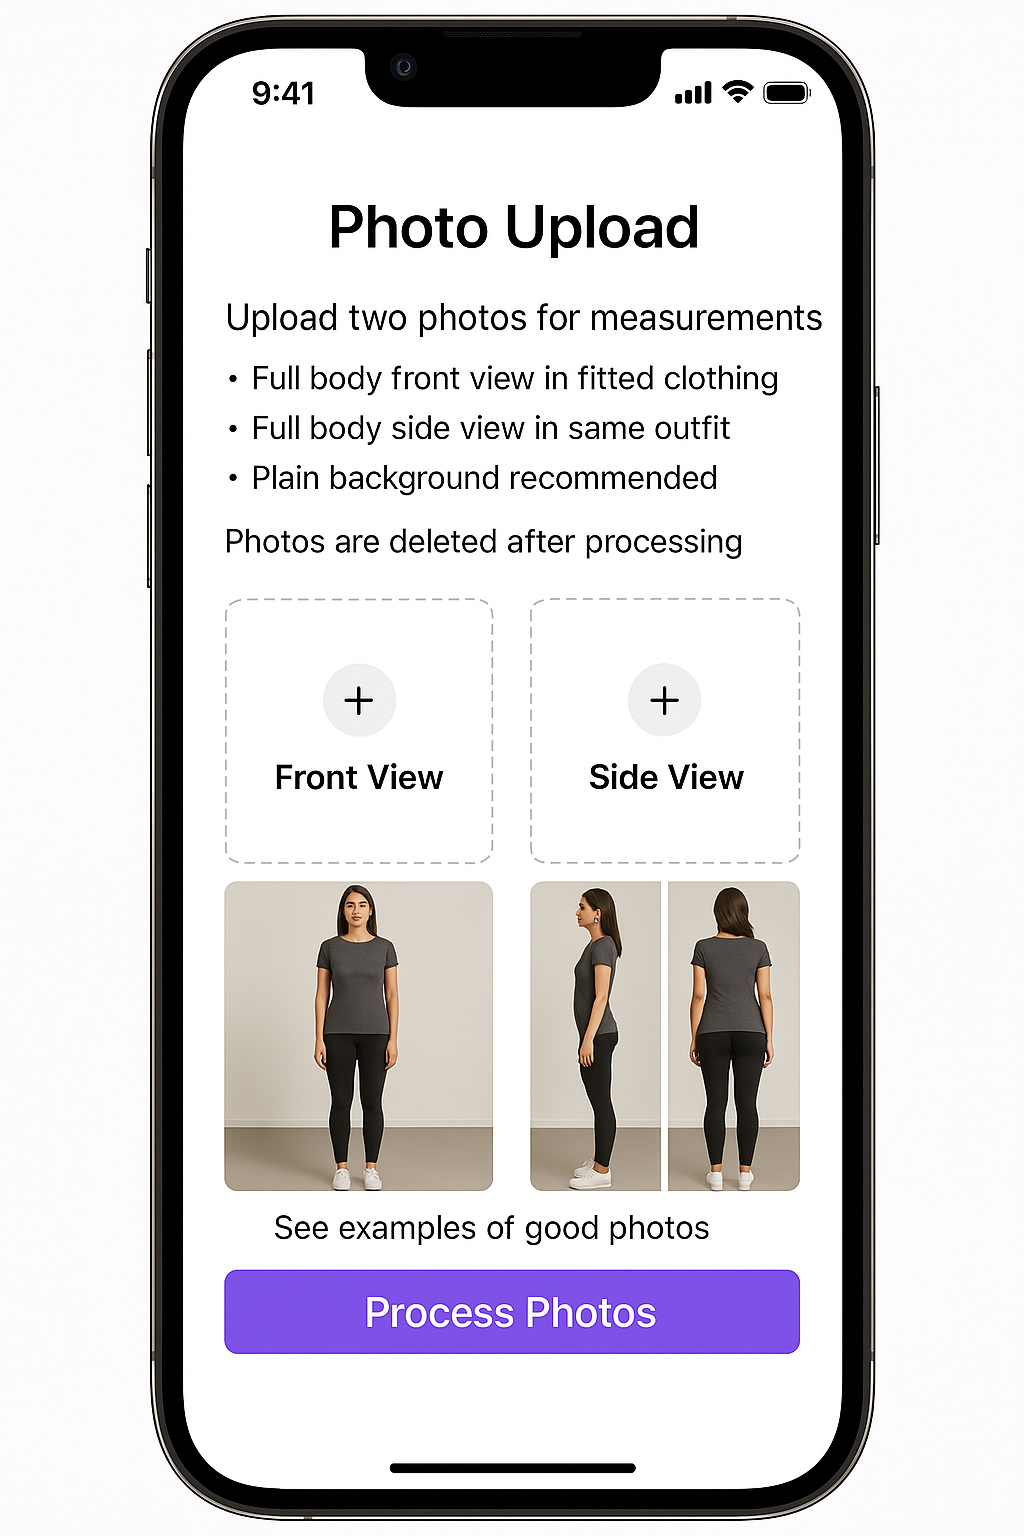 9:41
Photo Upload
Upload two photos for measurements
• Full body front view in fitted clothing
• Full body side view in same outfit
• Plain background recommended
Photos are deleted after processing
Front View
Side View
See examples of good photos
Process Photos